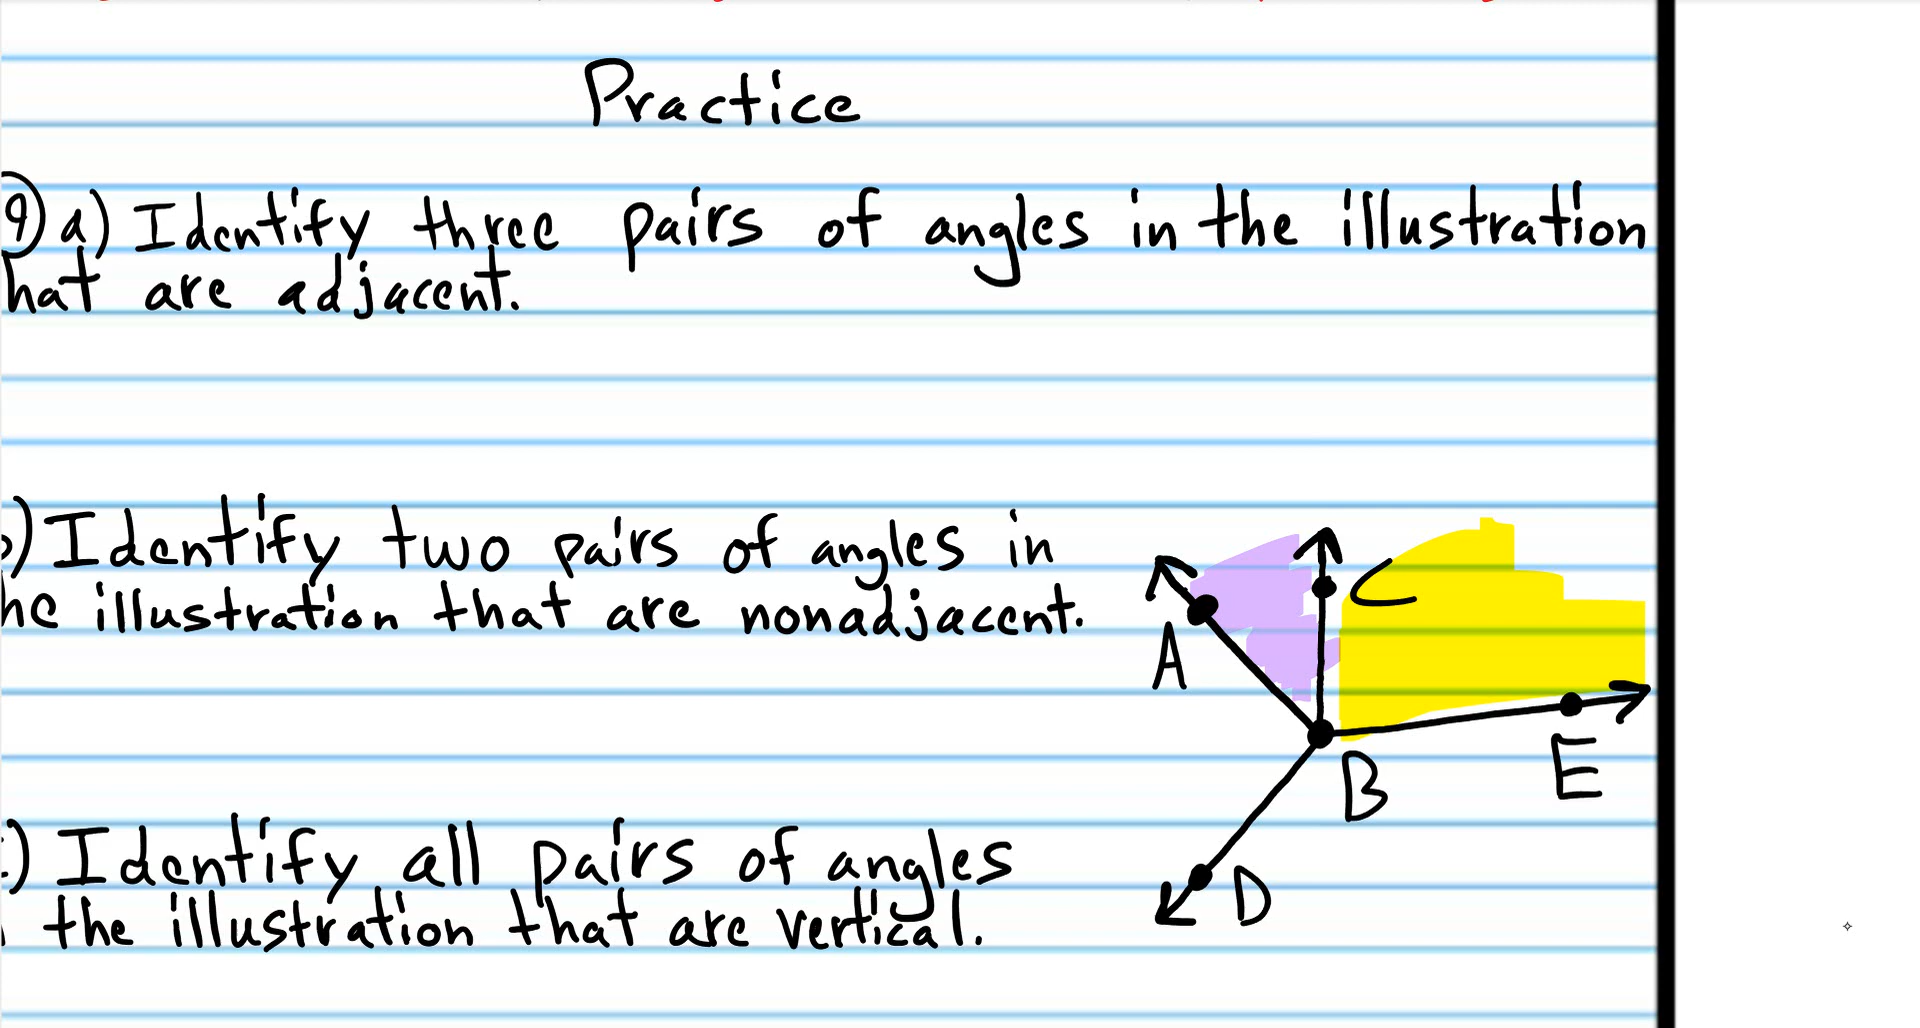 Practice
9) a) Identify three pairs of angles in the illustration
hat are adjacent.
) Identify two pairs of angles in
he illustration that are nonadjacent.
A
C
B
E
) Identify all pairs of angles
the illustration that are vertical.
D